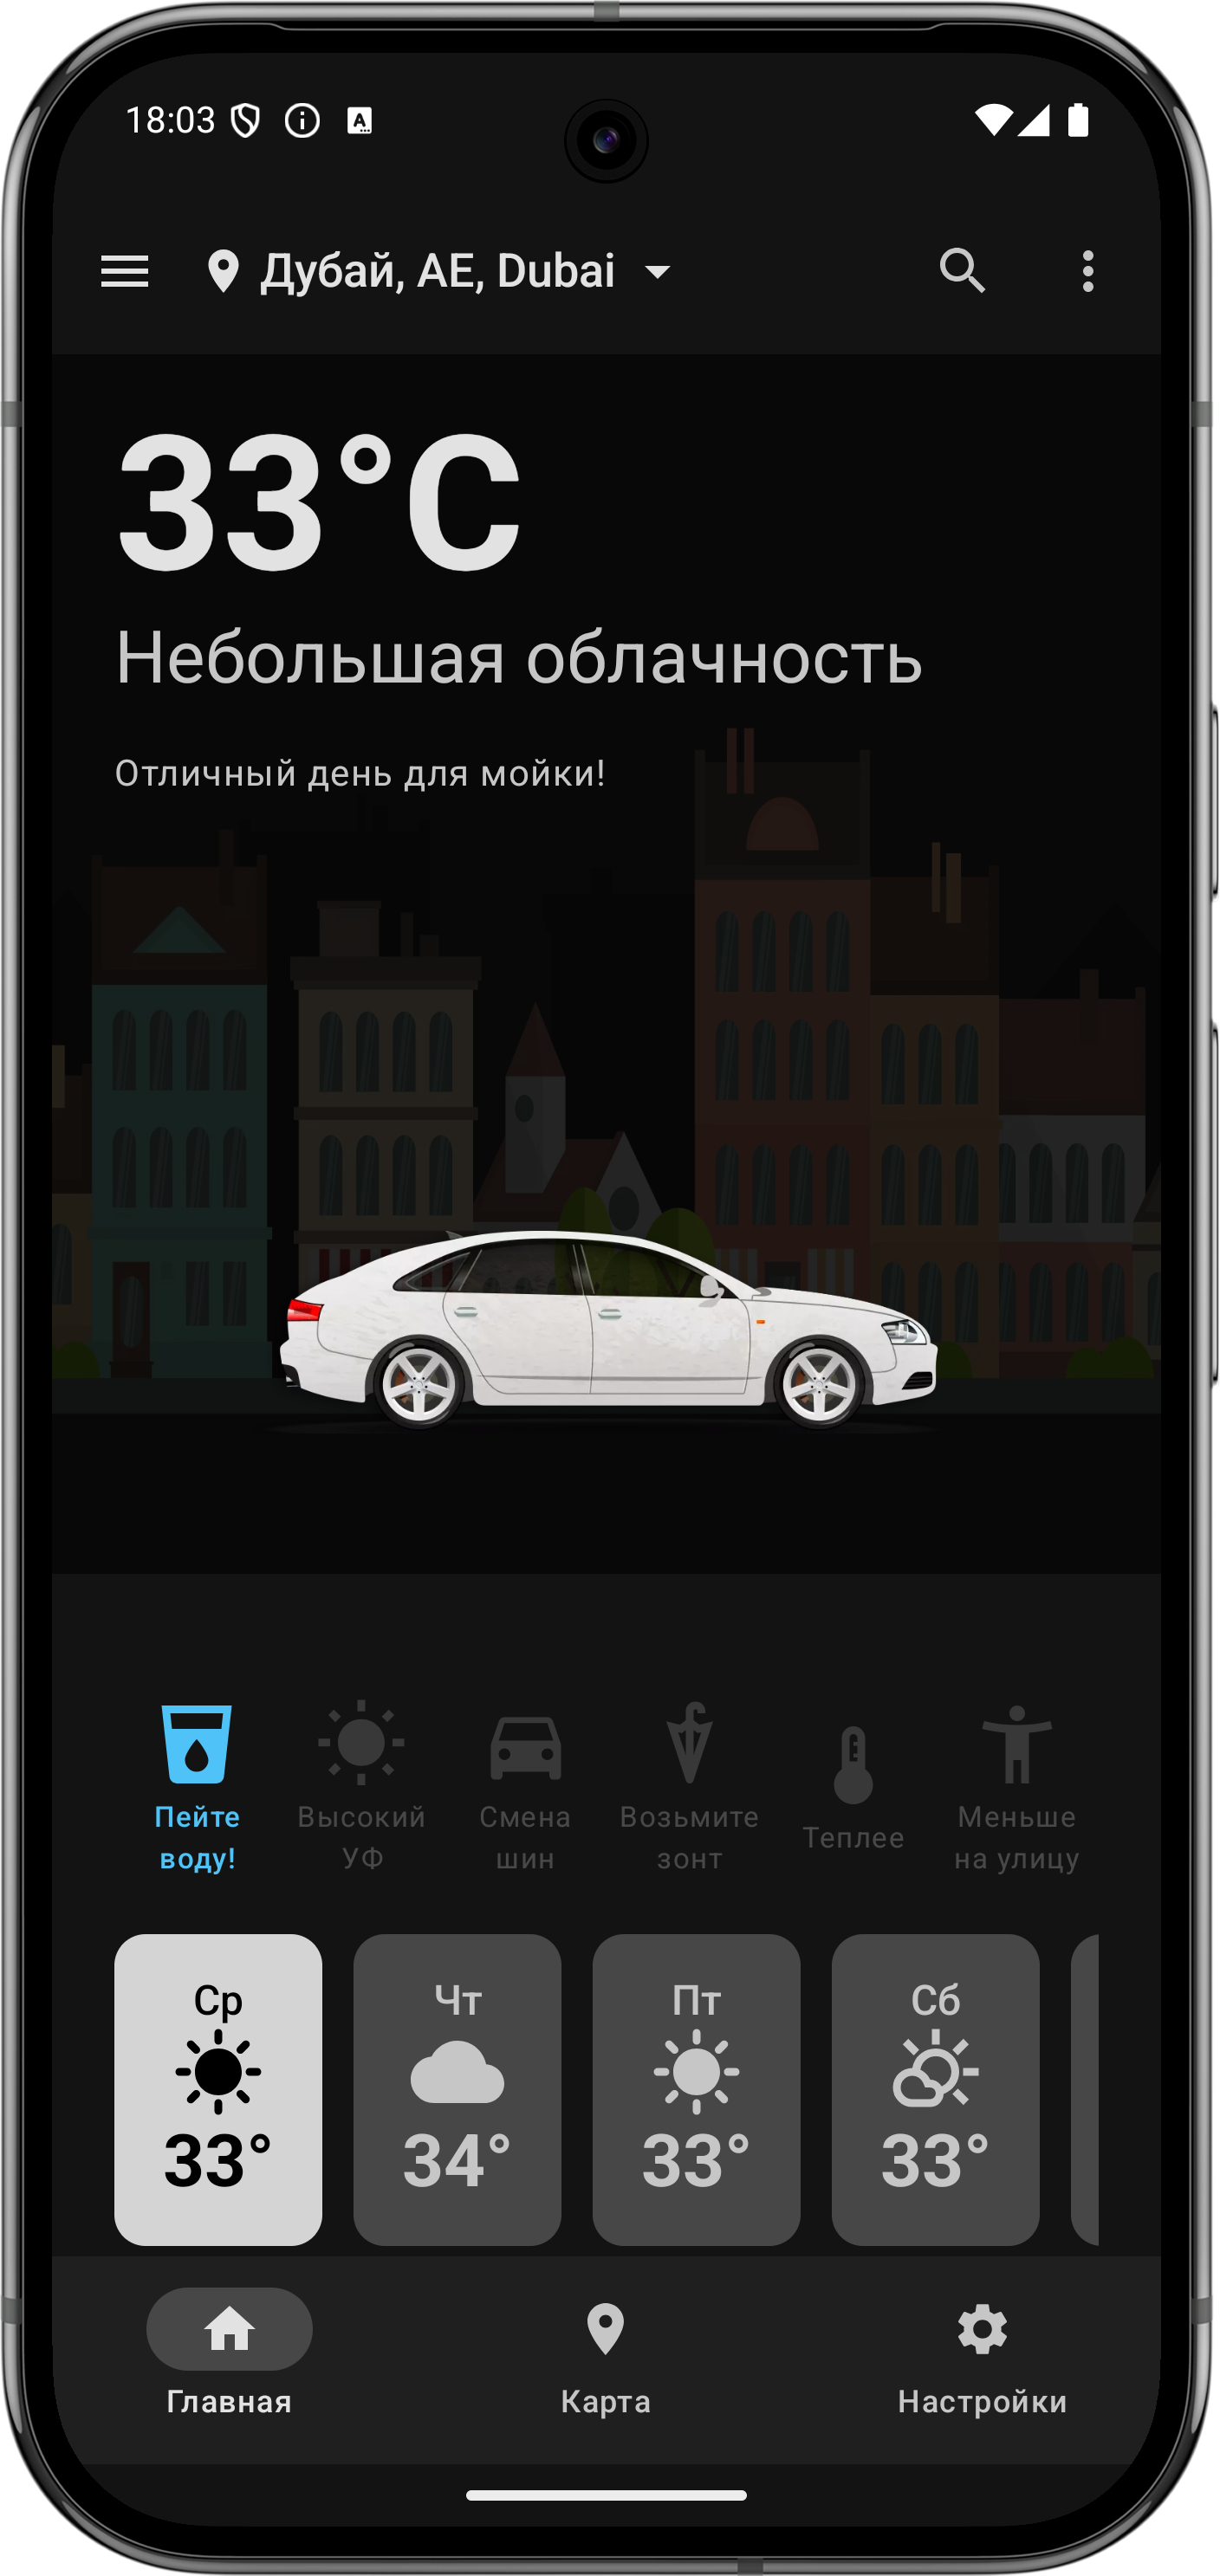 18:03
Дубай, AE, Dubai
33°C
Небольшая облачность
Отличный день для мойки!
Пейте воду!
Высокий УФ
Смена шин
Возьмите зонт
Теплее
Меньше на улицу
Ср
33°
Чт
34°
Пт
33°
Сб
33°
Главная
Карта
Настройки